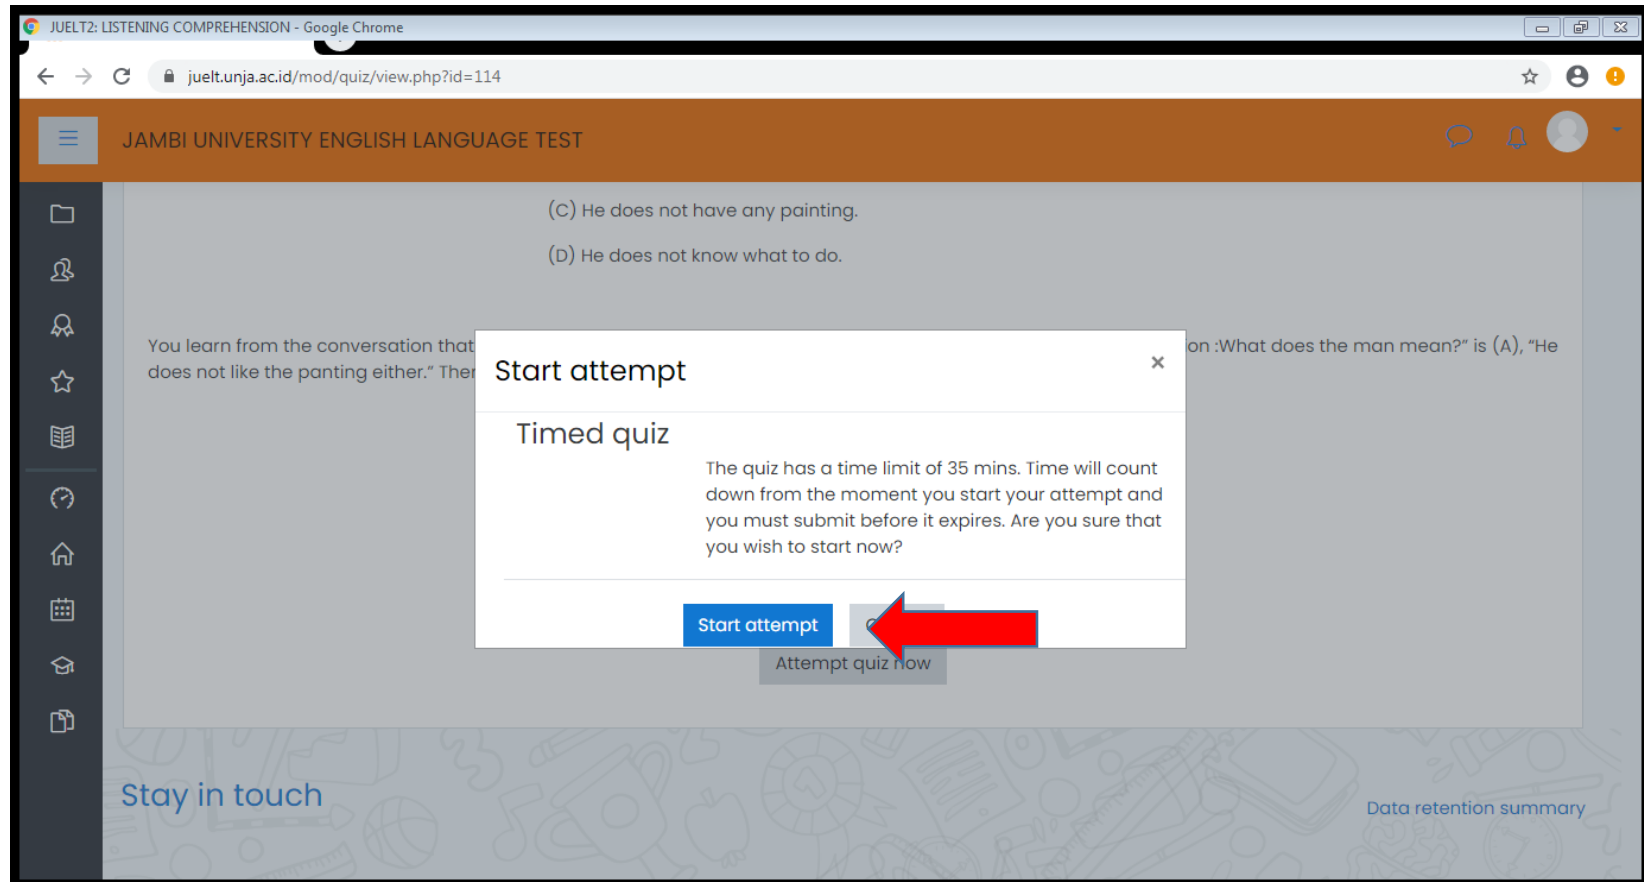 JUELT2: LISTENING COMPREHENSION - Google Chrome
juelt.unja.ac.id/mod/quiz/view.php?id=114
JAMBI UNIVERSITY ENGLISH LANGUAGE TEST
(C) He does not have any painting.
(D) He does not know what to do.
You learn from the conversation that
on :What does the man mean?” is (A), “He
does not like the panting either.”
Start attempt
×
Timed quiz
The quiz has a time limit of 35 mins. Time will count
down from the moment you start your attempt and
you must submit before it expires. Are you sure that
you wish to start now?
Start attempt
Attempt quiz now
Stay in touch
Data retention summary